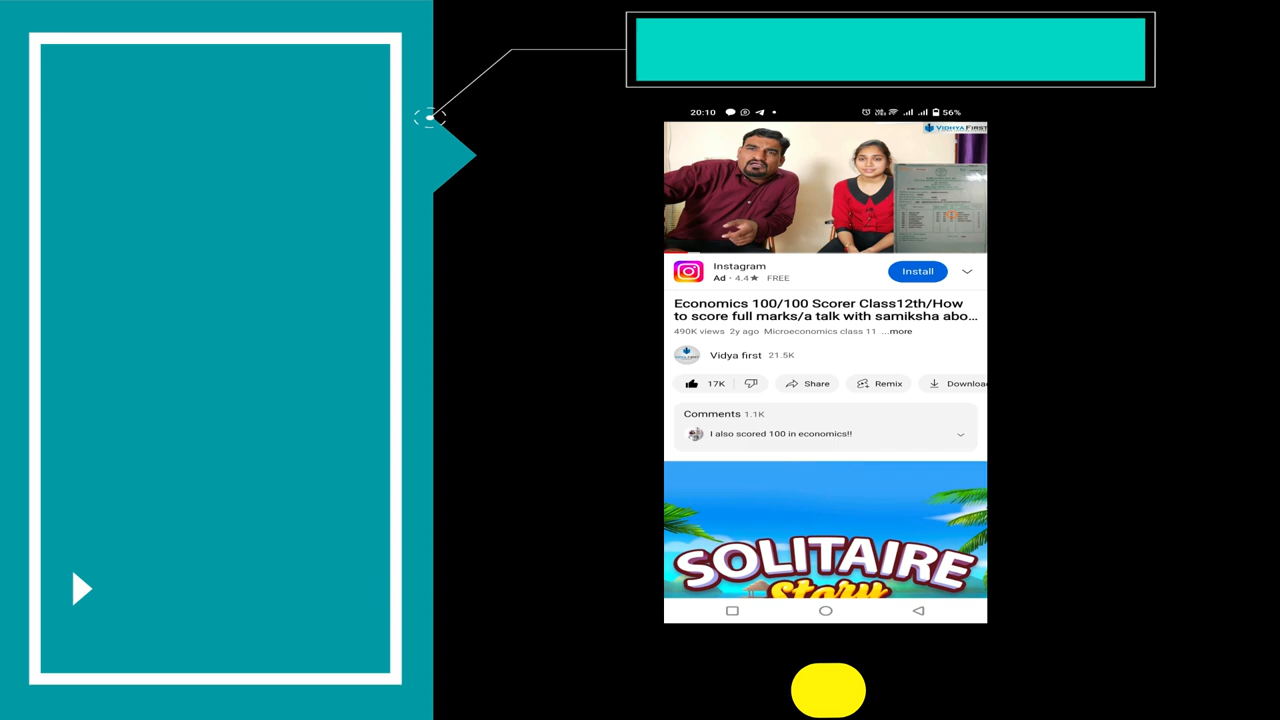 20:10
56%
VIDHYA FIRST
Instagram
Install
Ad · 4.4★ FREE
Economics 100/100 Scorer Class12th/How
to score full marks/a talk with samiksha abo...
490K views 2y ago Microeconomics class 11 ...more
Vidya first 21.5K
17K
Share
Remix
Downloa
Comments 1.1K
I also scored 100 in economics!!
SOLITAIRE
Story